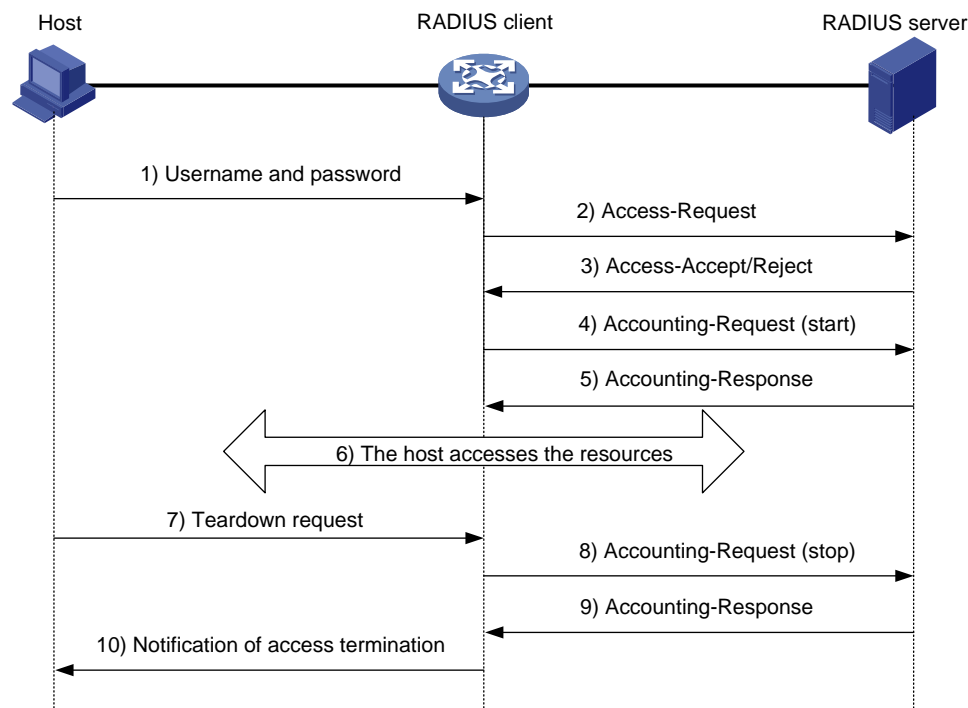 Host
RADIUS client
RADIUS server
1) Username and password
2) Access-Request
3) Access-Accept/Reject
4) Accounting-Request (start)
5) Accounting-Response
6) The host accesses the resources
7) Teardown request
8) Accounting-Request (stop)
9) Accounting-Response
10) Notification of access termination